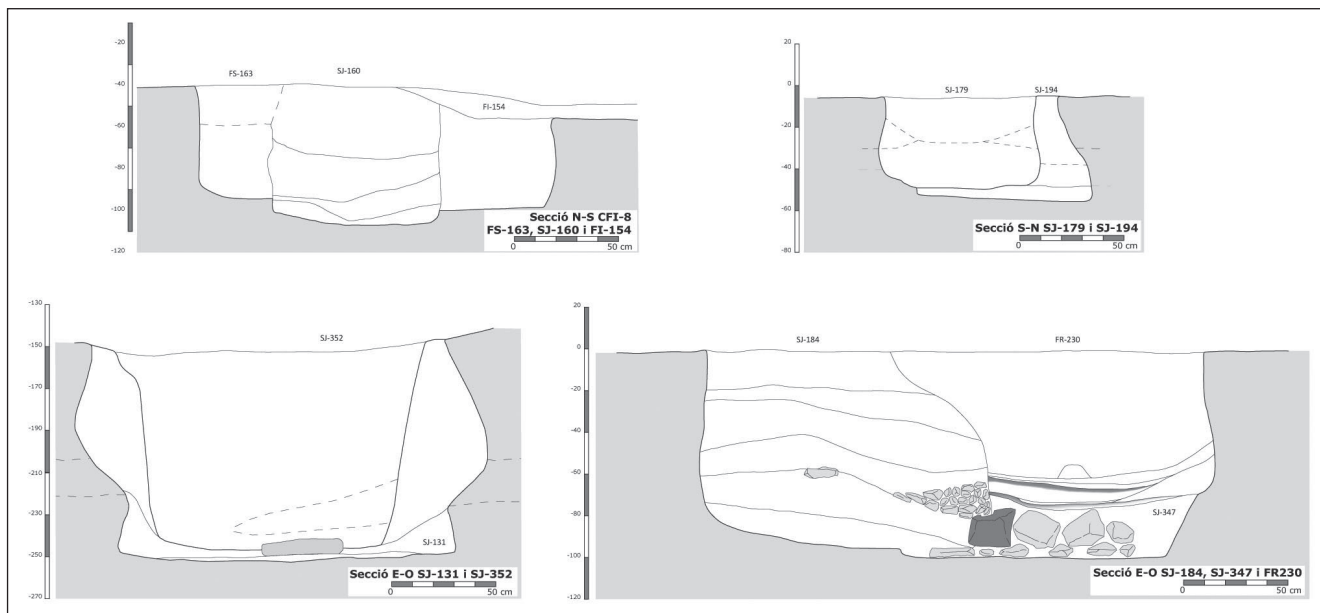 -20
-40
-60
-80
-100
-120
FS-163
SJ-160
FI-154
Secció N-S CFI-8
FS-163, SJ-160 i FI-154
0 50 cm
20
0
-20
-40
-60
-80
SJ-179
SJ-194
Secció S-N SJ-179 i SJ-194
0 50 cm
-130
-150
-170
-190
-210
-230
-250
-270
SJ-352
SJ-131
Secció E-O SJ-131 i SJ-352
0 50 cm
20
0
-20
-40
-60
-80
-100
-120
SJ-184
FR-230
SJ-347
Secció E-O SJ-184, SJ-347 i FR230
0 50 cm